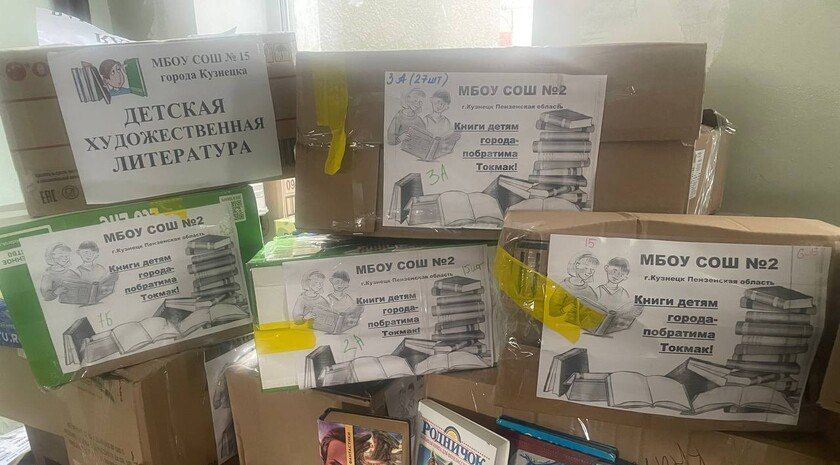 МБОУ СОШ № 15
города Кузнецка
ДЕТСКАЯ
ХУДОЖЕСТВЕННАЯ
ЛИТЕРАТУРА
3А (27шт)
МБОУ СОШ №2
г.Кузнецк Пензенская область
Книги детям
города-
побратима
Токмак!
3А
МБОУ СОШ №2
г.Кузнецк Пензенская область
Книги детям
города-
побратима
Токмак!
7Б
МБОУ СОШ №2
г.Кузнецк Пензенская область
Книги детям
города-
побратима
Токмак!
2А
15
МБОУ СОШ №2
г.Кузнецк Пензенская область
Книги детям
города-
побратима
Токмак!
РОДНИЧОК